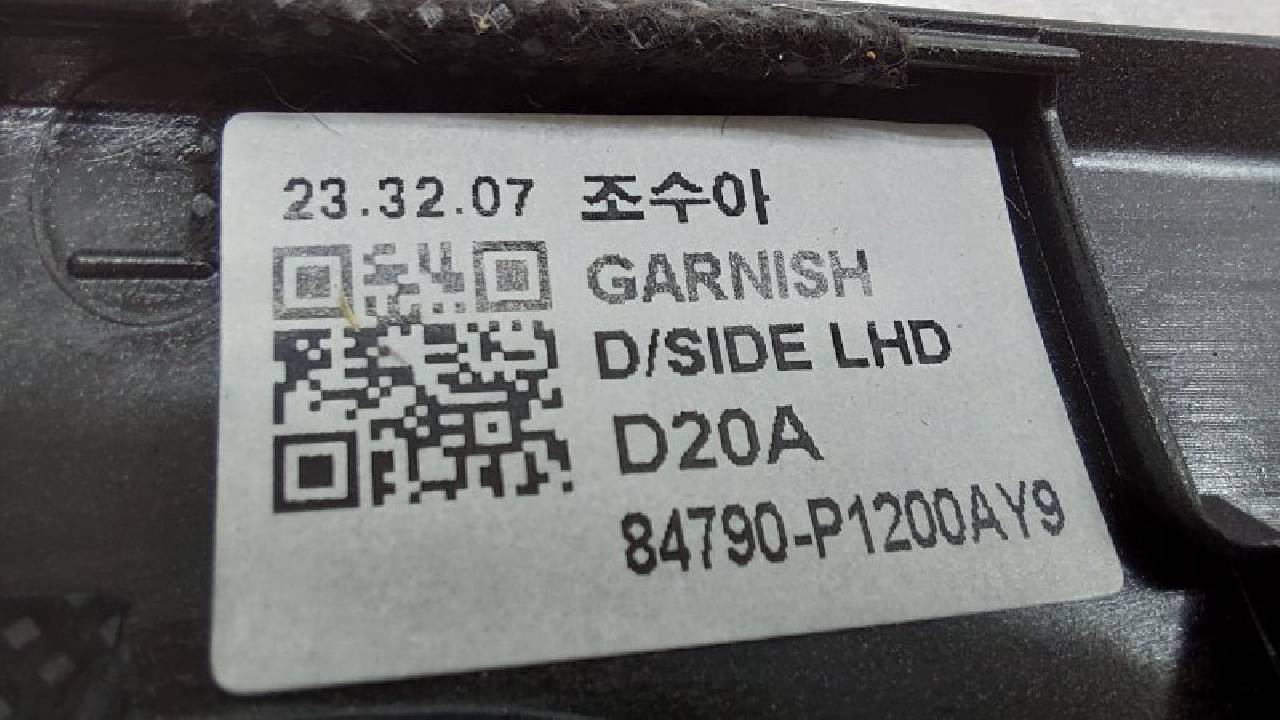 23.32.07 조수아
GARNISH
D/SIDE LHD
D20A
84790-P1200AY9